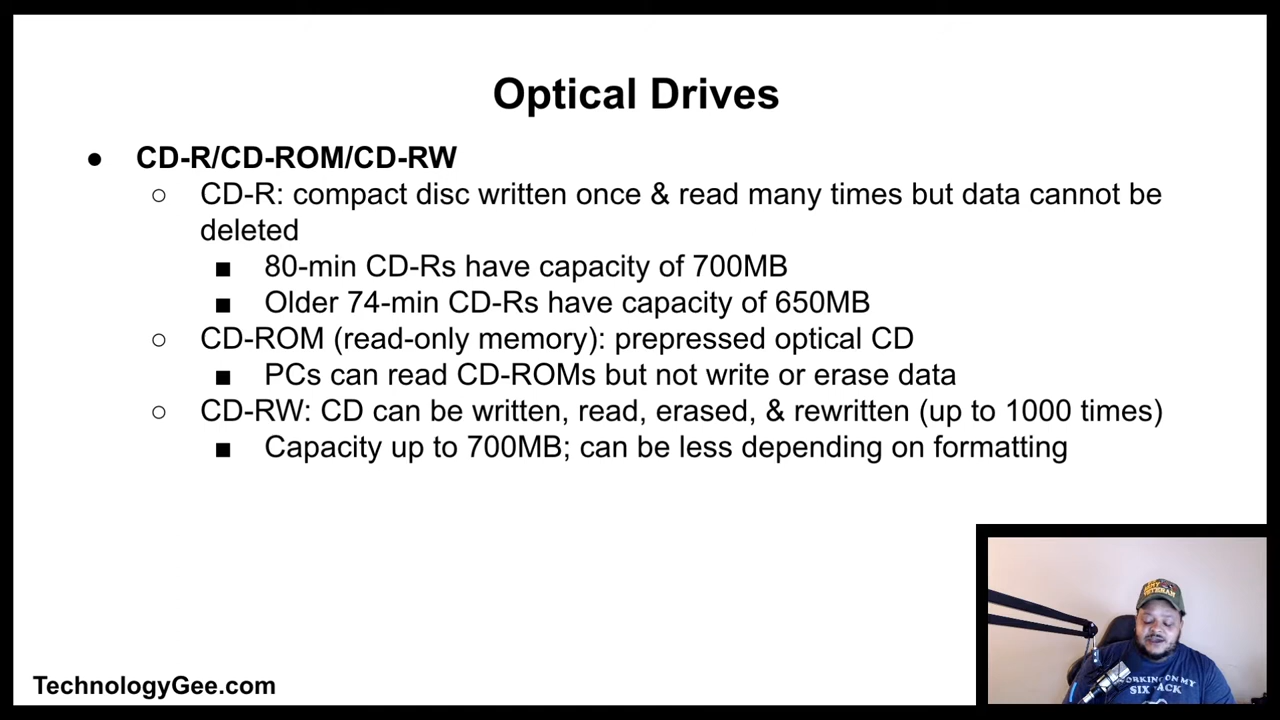 Optical Drives
● CD-R/CD-ROM/CD-RW
○ CD-R: compact disc written once & read many times but data cannot be
deleted
■ 80-min CD-Rs have capacity of 700MB
■ Older 74-min CD-Rs have capacity of 650MB
○ CD-ROM (read-only memory): prepressed optical CD
■ PCs can read CD-ROMs but not write or erase data
○ CD-RW: CD can be written, read, erased, & rewritten (up to 1000 times)
■ Capacity up to 700MB; can be less depending on formatting
VETERAN
ON MY
SIX
TechnologyGee.com